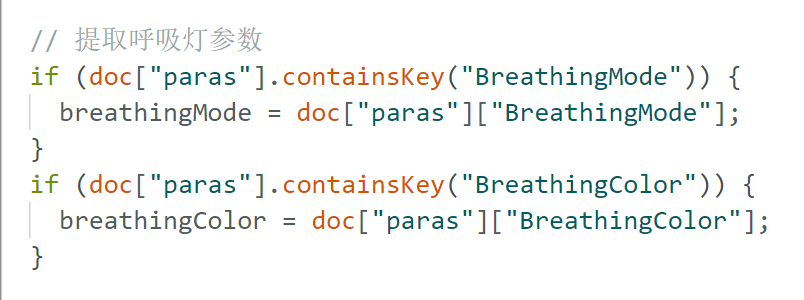 // 提取呼吸灯参数
if (doc["paras"].containsKey("BreathingMode")) {
  breathingMode = doc["paras"]["BreathingMode"];
}
if (doc["paras"].containsKey("BreathingColor")) {
  breathingColor = doc["paras"]["BreathingColor"];
}